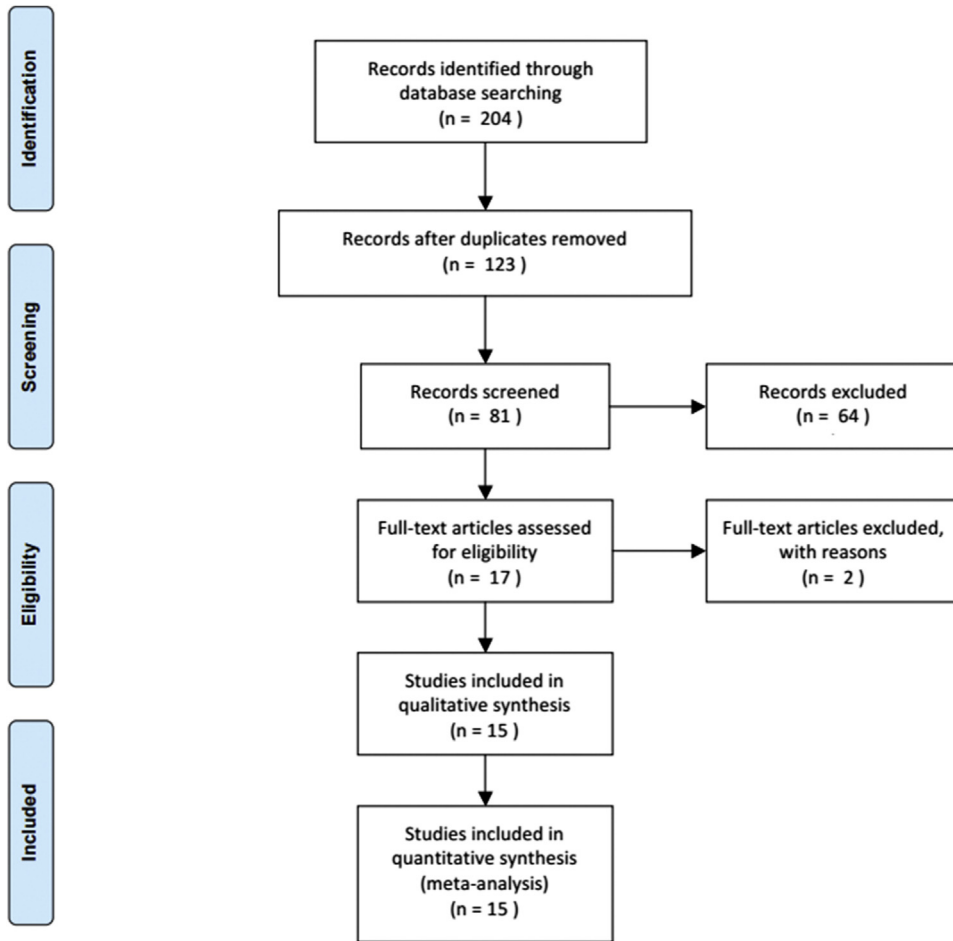 Identification
Records identified through
database searching
(n = 204 )
Records after duplicates removed
(n = 123 )
Screening
Records screened
(n = 81 )
Records excluded
(n = 64 )
Eligibility
Full-text articles assessed
for eligibility
(n = 17 )
Full-text articles excluded,
with reasons
(n = 2 )
Studies included in
qualitative synthesis
(n = 15 )
Included
Studies included in
quantitative synthesis
(meta-analysis)
(n = 15 )